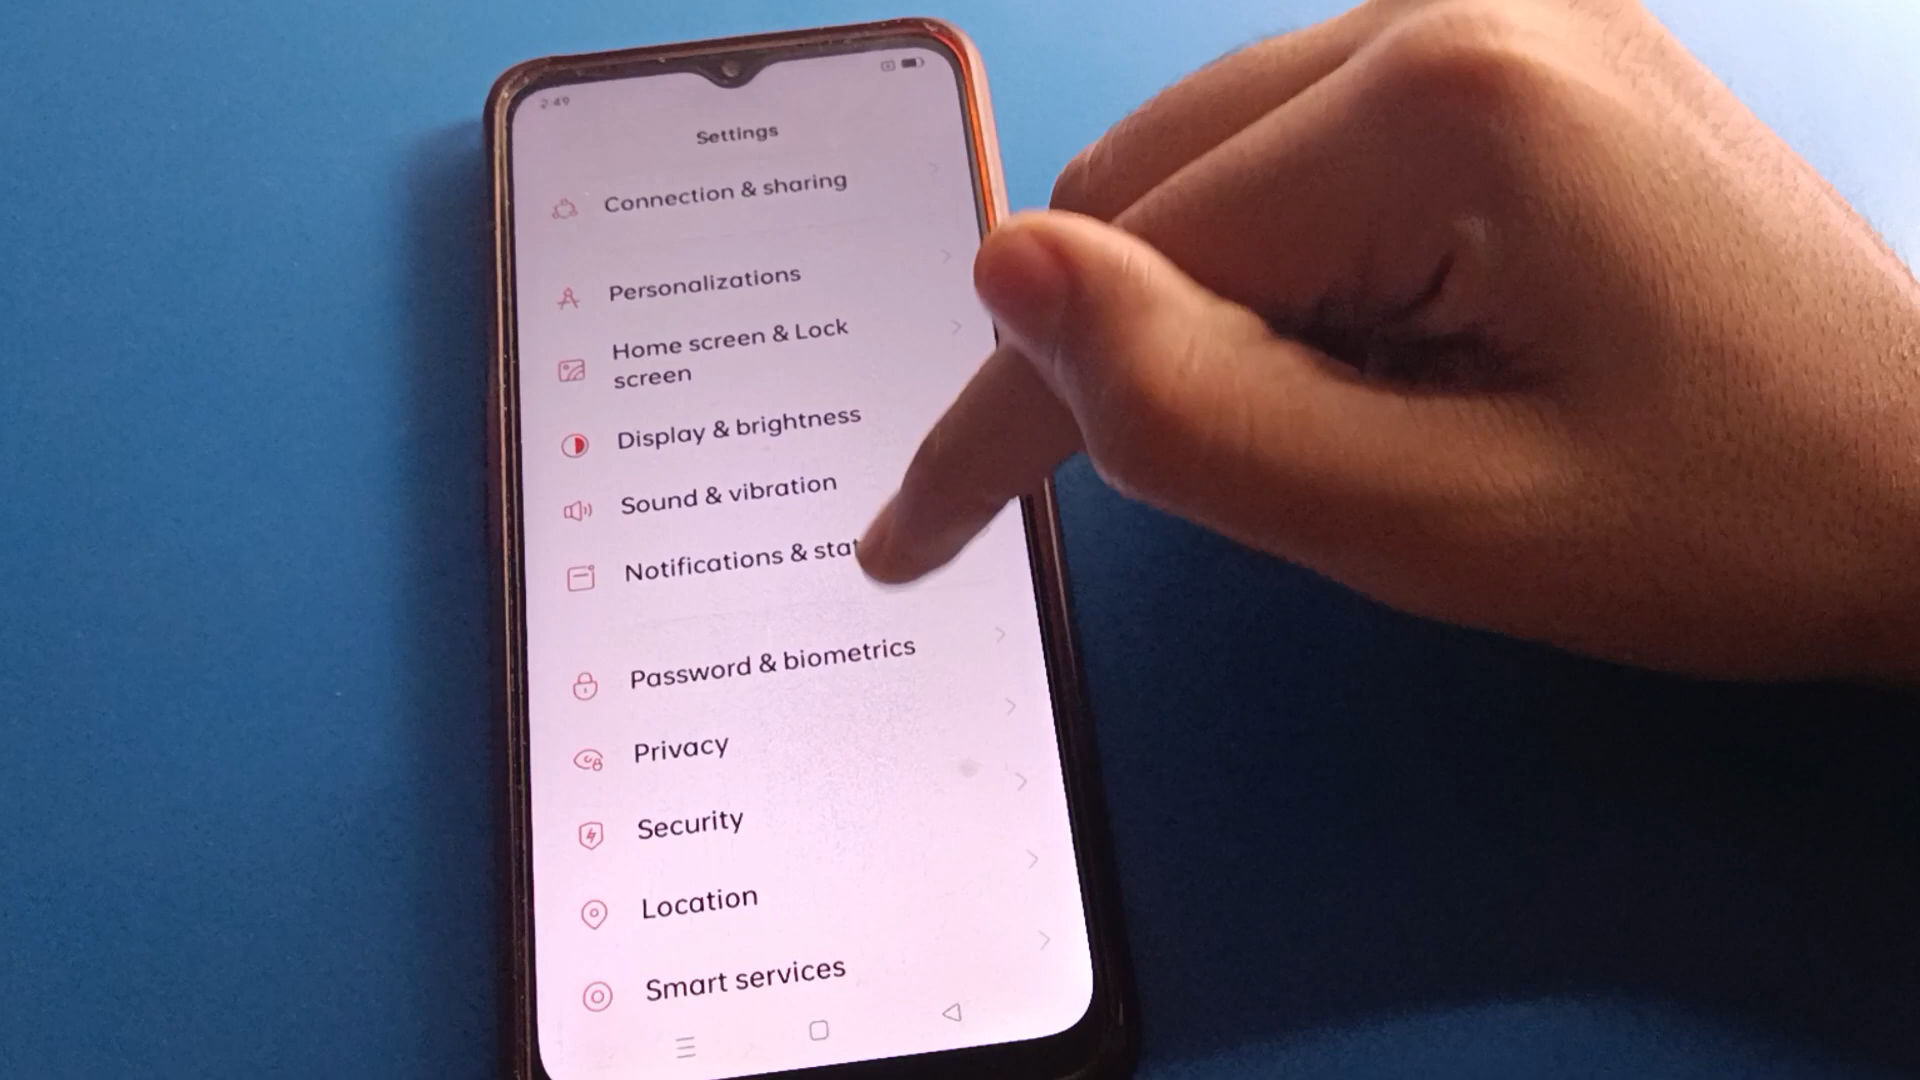 2:49
Settings
Connection & sharing
Personalizations
Home screen & Lock
screen
Display & brightness
Sound & vibration
Notifications & stat
Password & biometrics
Privacy
Security
Location
Smart services